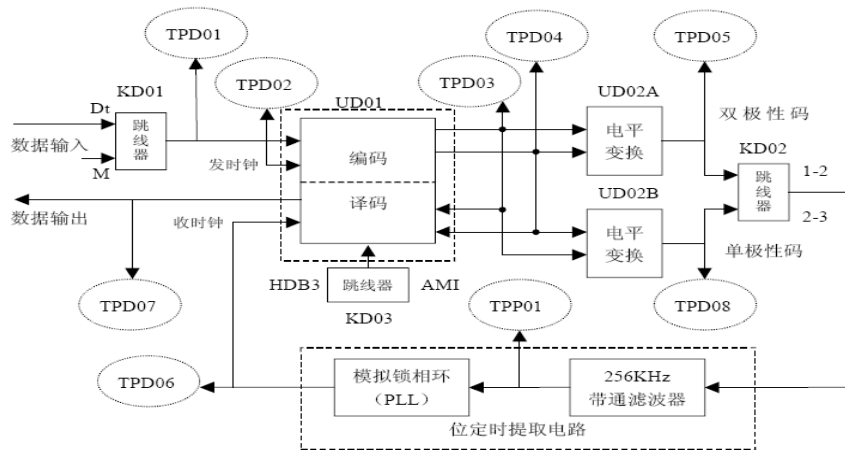 TPD01
TPD04
TPD05
TPD02
TPD03
KD01
UD01
UD02A
Dt
跳线器
数据输入
M
编码
发时钟
电平变换
双极性码
KD02
跳线器
1-2
2-3
数据输出
译码
收时钟
UD02B
电平变换
单极性码
HDB3
跳线器
AMI
KD03
TPD07
TPP01
TPD08
TPD06
模拟锁相环
（PLL）
256KHz
带通滤波器
位定时提取电路